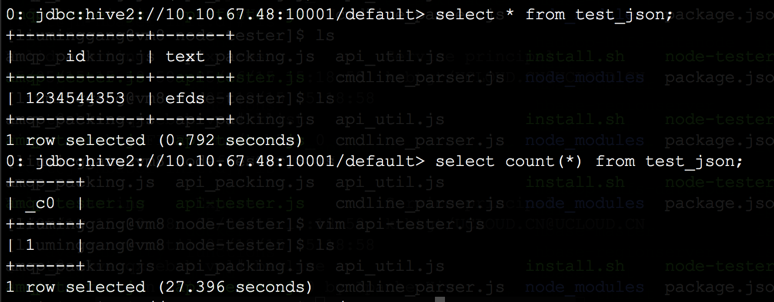 0: jdbc:hive2://10.10.67.48:10001/default> select * from test_json;
+-------------+-------+
| id | text |
+-------------+-------+
| 1234544353 | efds |
+-------------+-------+
1 row selected (0.792 seconds)
0: jdbc:hive2://10.10.67.48:10001/default> select count(*) from test_json;
+------+
| _c0 |
+------+
| 1 |
+------+
1 row selected (27.396 seconds)